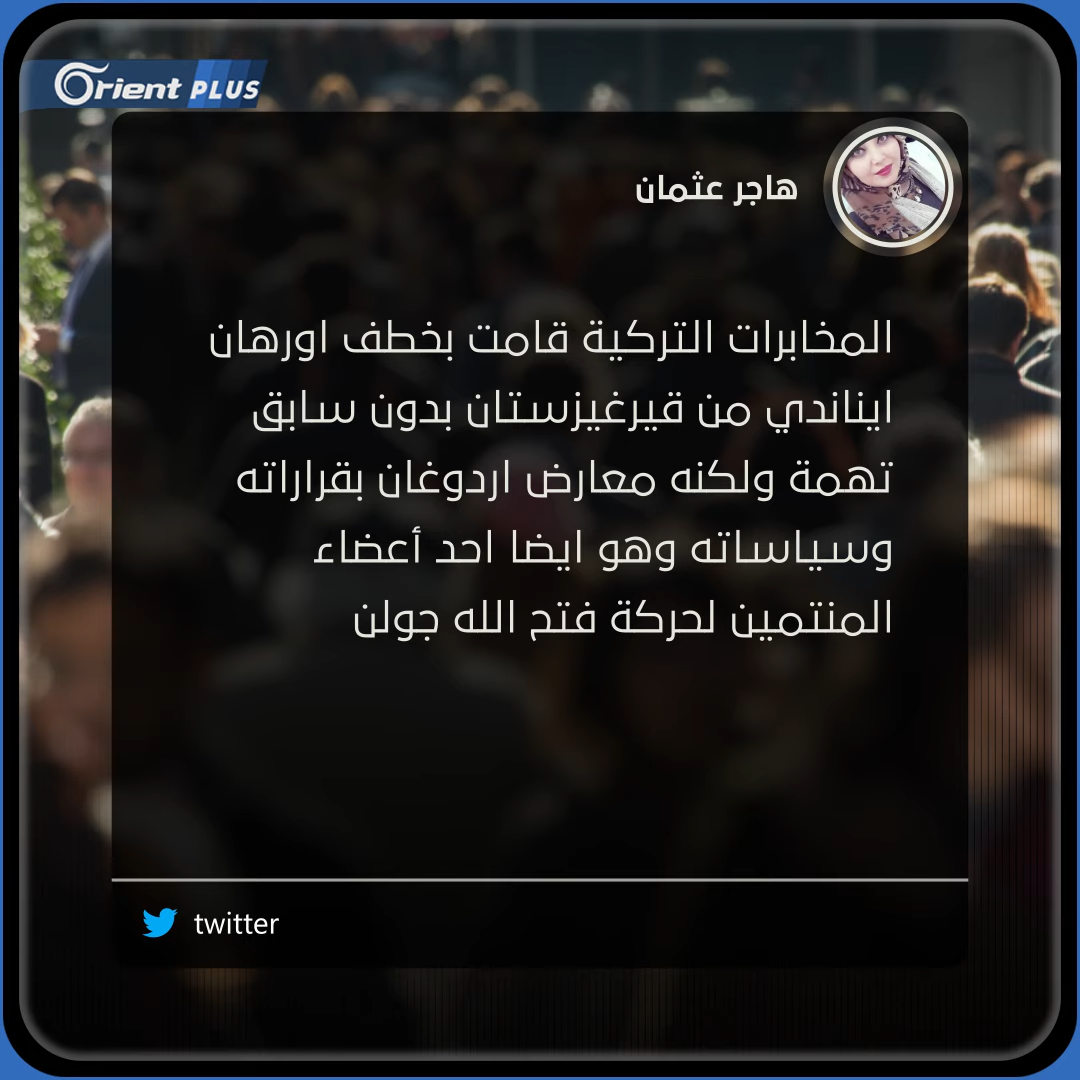 Orient PLUS
هاجر عثمان
المخابرات التركية قامت بخطف اورهان
ايناندي من قيرغيزستان بدون سابق
تهمة ولكنه معارض اردوغان بقراراته
وسياساته وهو ايضا احد أعضاء
المنتمين لحركة فتح الله جولن
twitter